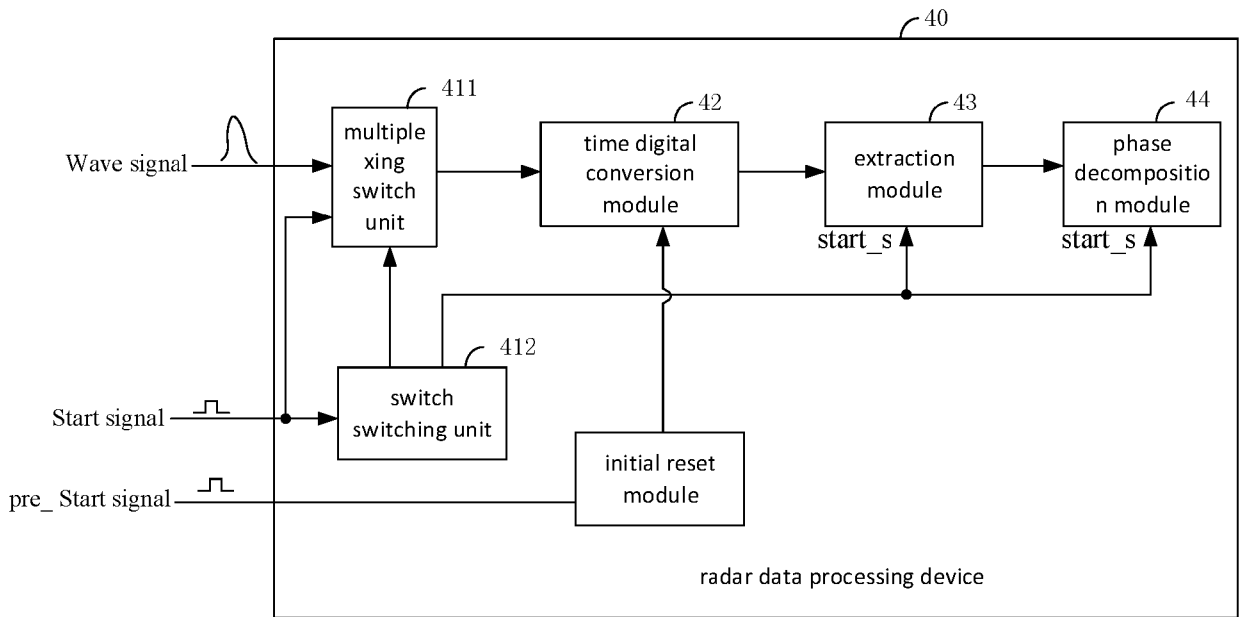 40
411
42
43
44
multiple
xing
switch
unit
time digital
conversion
module
extraction
module
phase
decompositio
n module
Wave signal
start_s
start_s
412
switch
switching unit
Start signal
initial reset
module
pre_ Start signal
radar data processing device